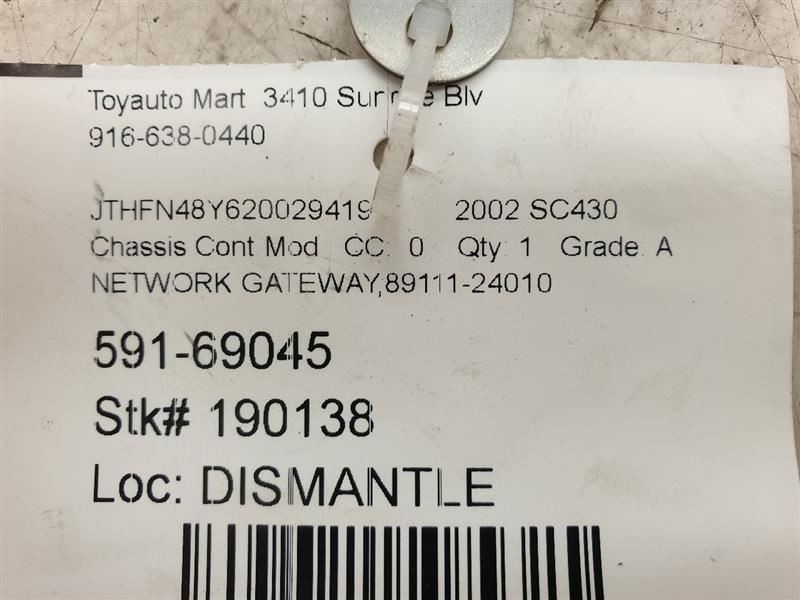 Toyauto Mart 3410 Blv
916-638-0440
JTHFN48Y620029419 2002 SC430
Chassis Cont Mod CC: 0 Qty: 1 Grade: A
NETWORK GATEWAY,89111-24010
591-69045
Stk# 190138
Loc: DISMANTLE